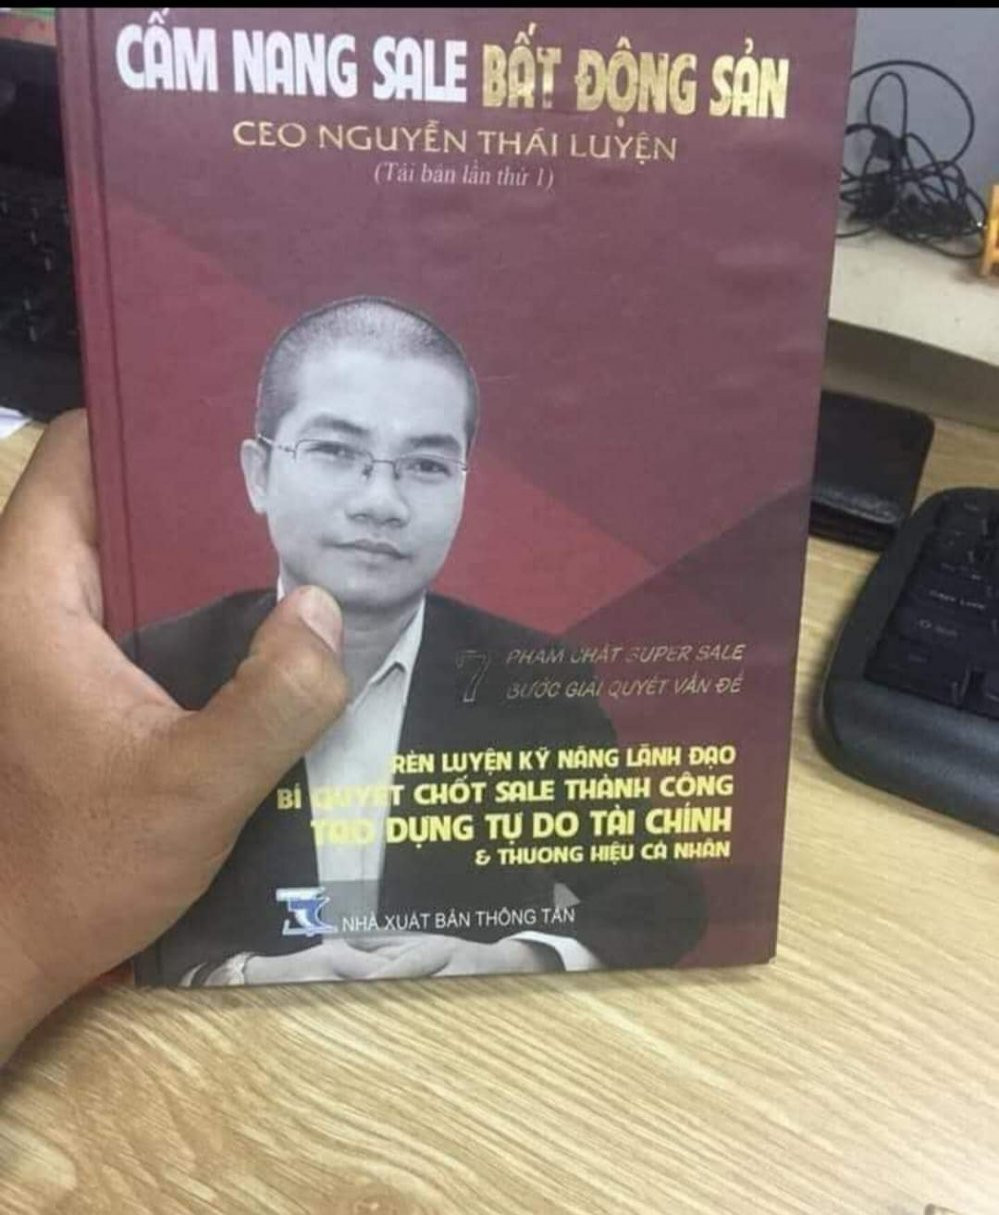 CẨM NANG SALE BẤT ĐỘNG SẢN
CEO NGUYỄN THÁI LUYỆN
(Tái bản lần thứ 1)
7 PHẨM CHẤT SUPER SALE
BƯỚC GIẢI QUYẾT VẤN ĐỀ
RÈN LUYỆN KỸ NĂNG LÃNH ĐẠO
BÍ QUYẾT CHỐT SALE THÀNH CÔNG
TẠO DỰNG TỰ DO TÀI CHÍNH
& THƯƠNG HIỆU CÁ NHÂN
NHÀ XUẤT BẢN THÔNG TẤN